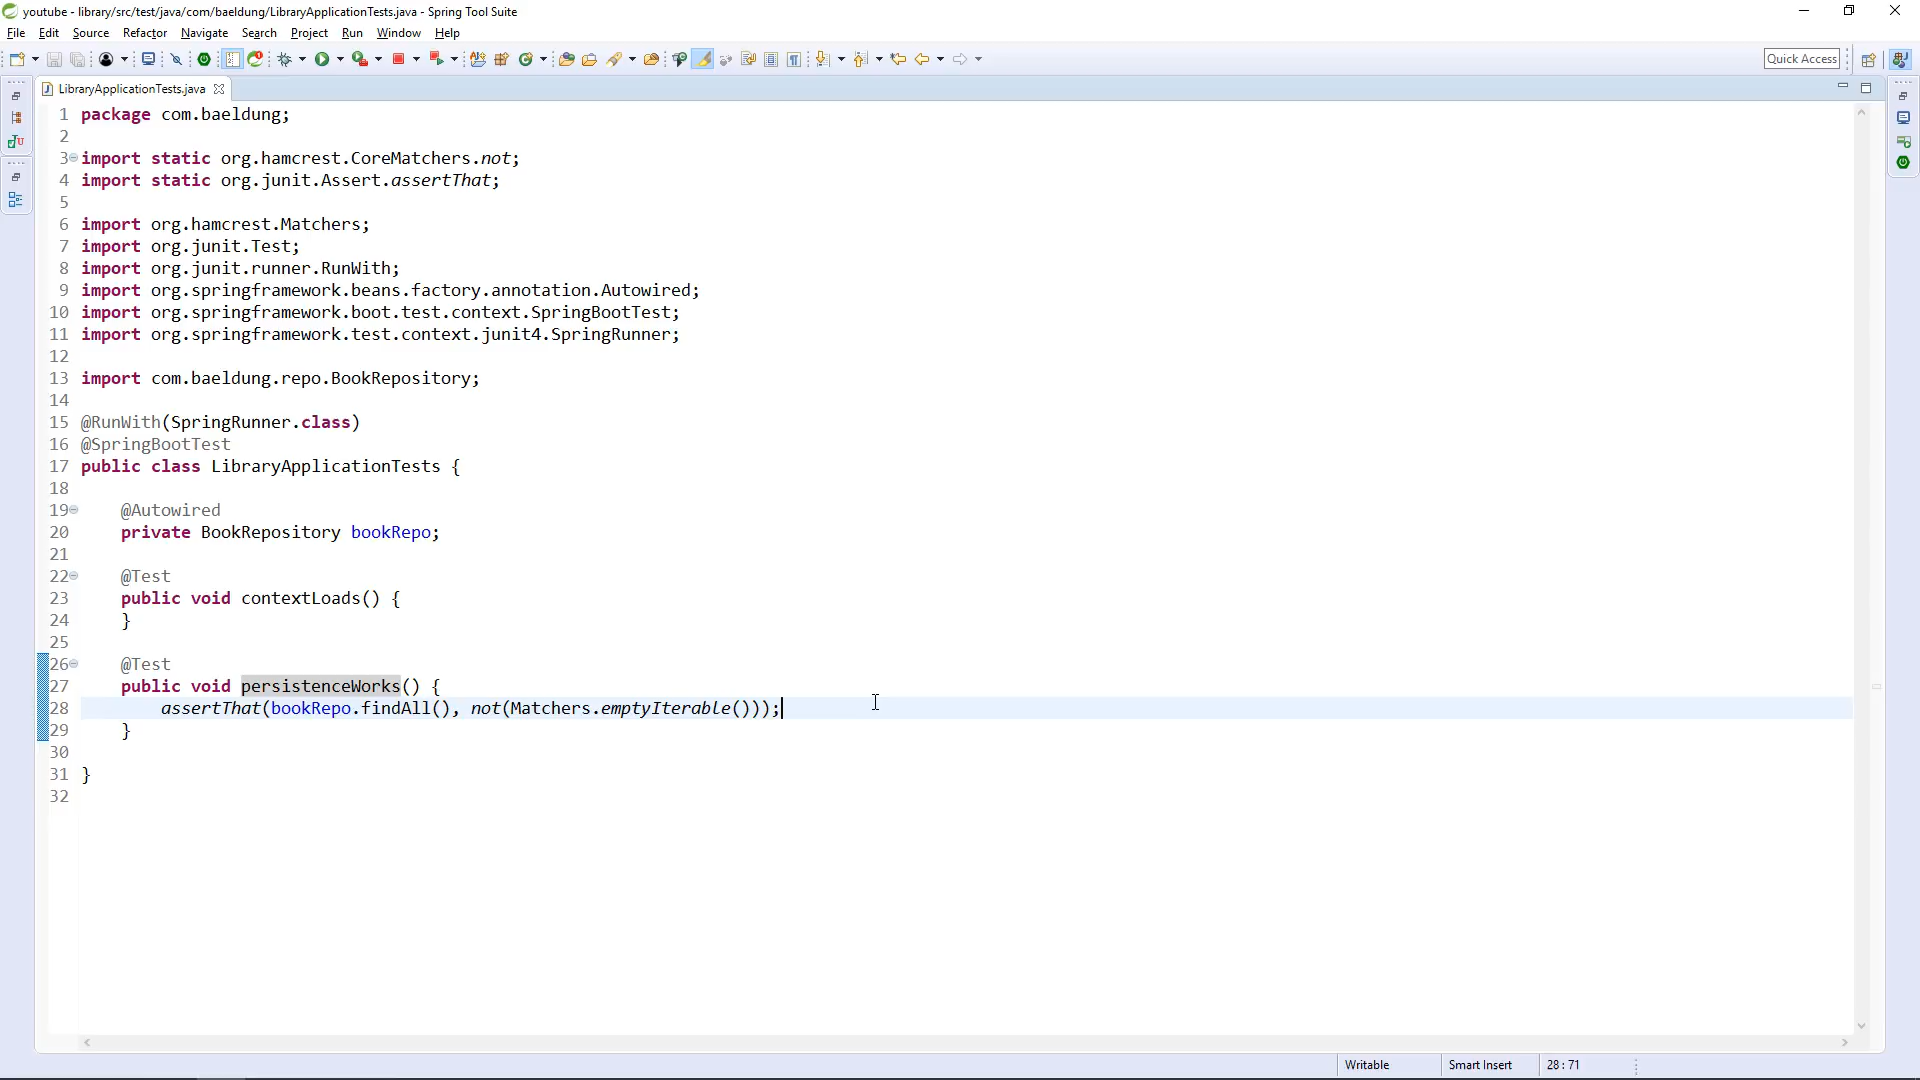 youtube - library/src/test/java/com/baeldung/LibraryApplicationTests.java - Spring Tool Suite
File Edit Source Refactor Navigate Search Project Run Window Help
Quick Access
LibraryApplicationTests.java
1 package com.baeldung;
2
3 import static org.hamcrest.CoreMatchers.not;
4 import static org.junit.Assert.assertThat;
5
6 import org.hamcrest.Matchers;
7 import org.junit.Test;
8 import org.junit.runner.RunWith;
9 import org.springframework.beans.factory.annotation.Autowired;
10 import org.springframework.boot.test.context.SpringBootTest;
11 import org.springframework.test.context.junit4.SpringRunner;
12
13 import com.baeldung.repo.BookRepository;
14
15 @RunWith(SpringRunner.class)
16 @SpringBootTest
17 public class LibraryApplicationTests {
18
19 @Autowired
20 private BookRepository bookRepo;
21
22 @Test
23 public void contextLoads() {
24 }
25
26 @Test
27 public void persistenceWorks() {
28 assertThat(bookRepo.findAll(), not(Matchers.emptyIterable()));
29 }
30
31 }
32
Writable Smart Insert 28 : 71